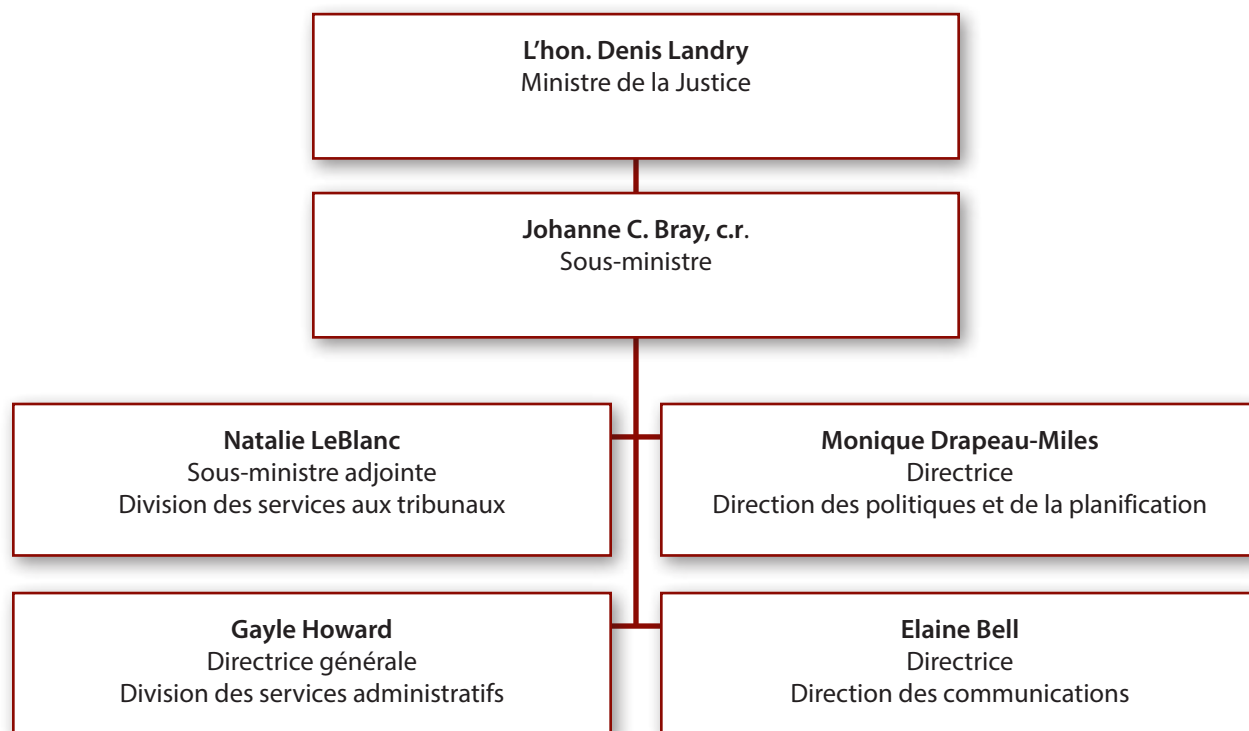 L’hon. Denis Landry
Ministre de la Justice
Johanne C. Bray, c.r.
Sous-ministre
Natalie LeBlanc
Sous-ministre adjointe
Division des services aux tribunaux
Monique Drapeau-Miles
Directrice
Direction des politiques et de la planification
Gayle Howard
Directrice générale
Division des services administratifs
Elaine Bell
Directrice
Direction des communications